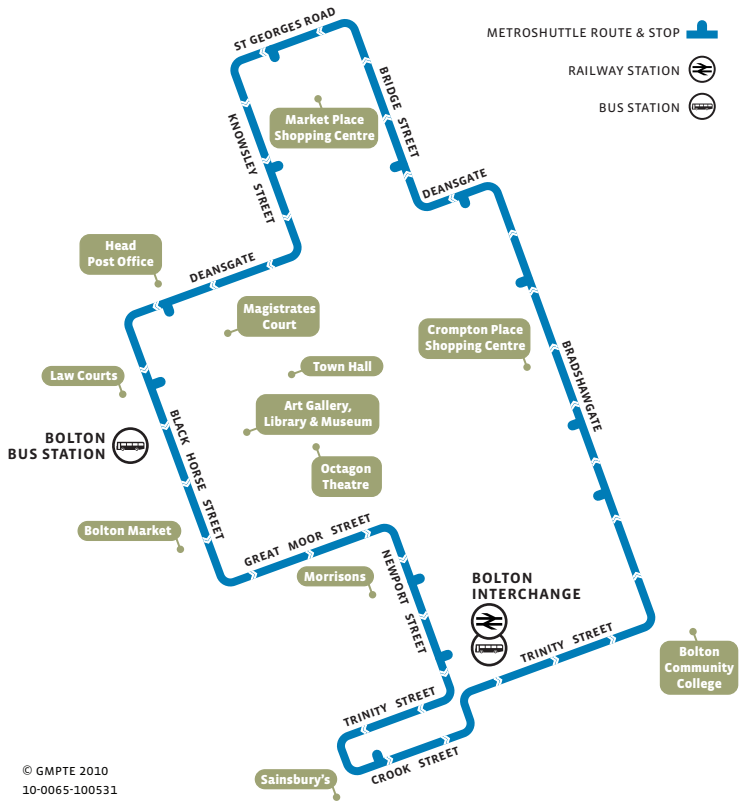 METROSHUTTLE ROUTE & STOP
RAILWAY STATION
BUS STATION
ST GEORGES ROAD
BRIDGE STREET
Market Place
Shopping Centre
KNOWSLEY STREET
DEANSGATE
Head
Post Office
DEANSGATE
Magistrates
Court
Crompton Place
Shopping Centre
BRADSHAWGATE
Town Hall
Law Courts
Art Gallery,
Library & Museum
BOLTON
BUS STATION
BLACK HORSE STREET
Octagon
Theatre
Bolton Market
GREAT MOOR STREET
Morrisons
NEWPORT STREET
BOLTON
INTERCHANGE
TRINITY STREET
Bolton
Community
College
TRINITY STREET
CROOK STREET
Sainsbury's
© GMPTE 2010
10-0065-100531